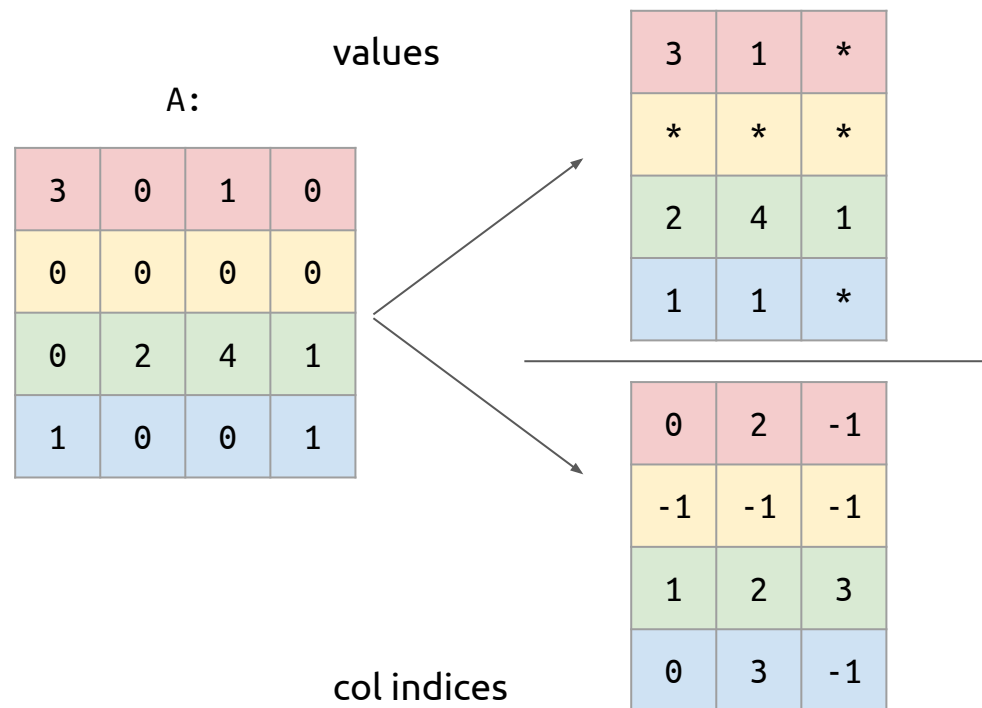 values
A:
3 0 1 0
0 0 0 0
0 2 4 1
1 0 0 1
3 1 *
* * *
2 4 1
1 1 *
0 2 -1
-1 -1 -1
1 2 3
0 3 -1
col indices